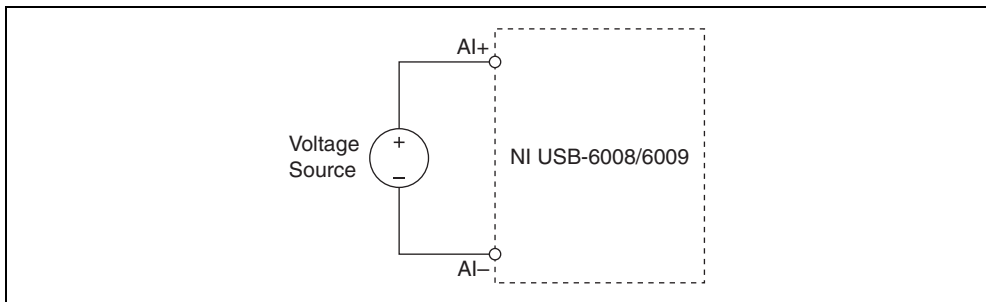 AI+
Voltage
Source
+
–
NI USB-6008/6009
AI–